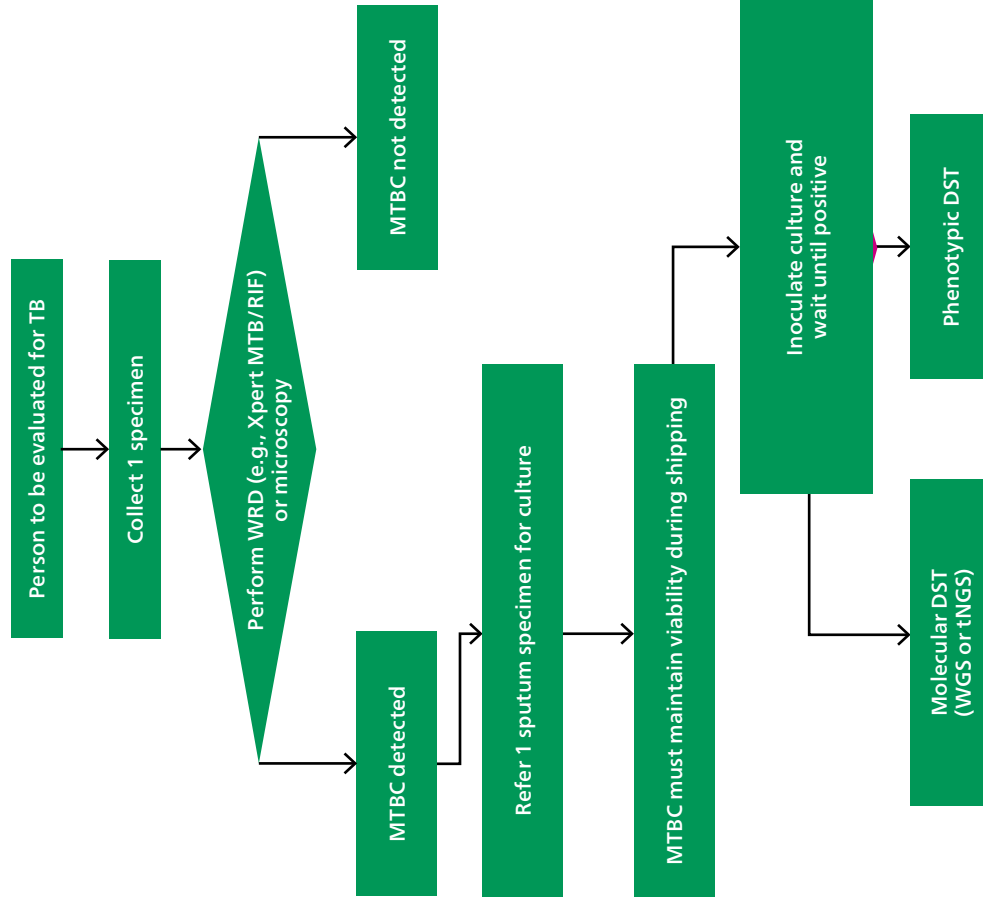 Person to be evaluated for TB
Collect 1 specimen
Perform WRD (e.g., Xpert MTB/RIF)
or microscopy
MTBC detected
MTBC not detected
Refer 1 sputum specimen for culture
MTBC must maintain viability during shipping
Inoculate culture and
wait until positive
Molecular DST
(WGS or tNGS)
Phenotypic DST